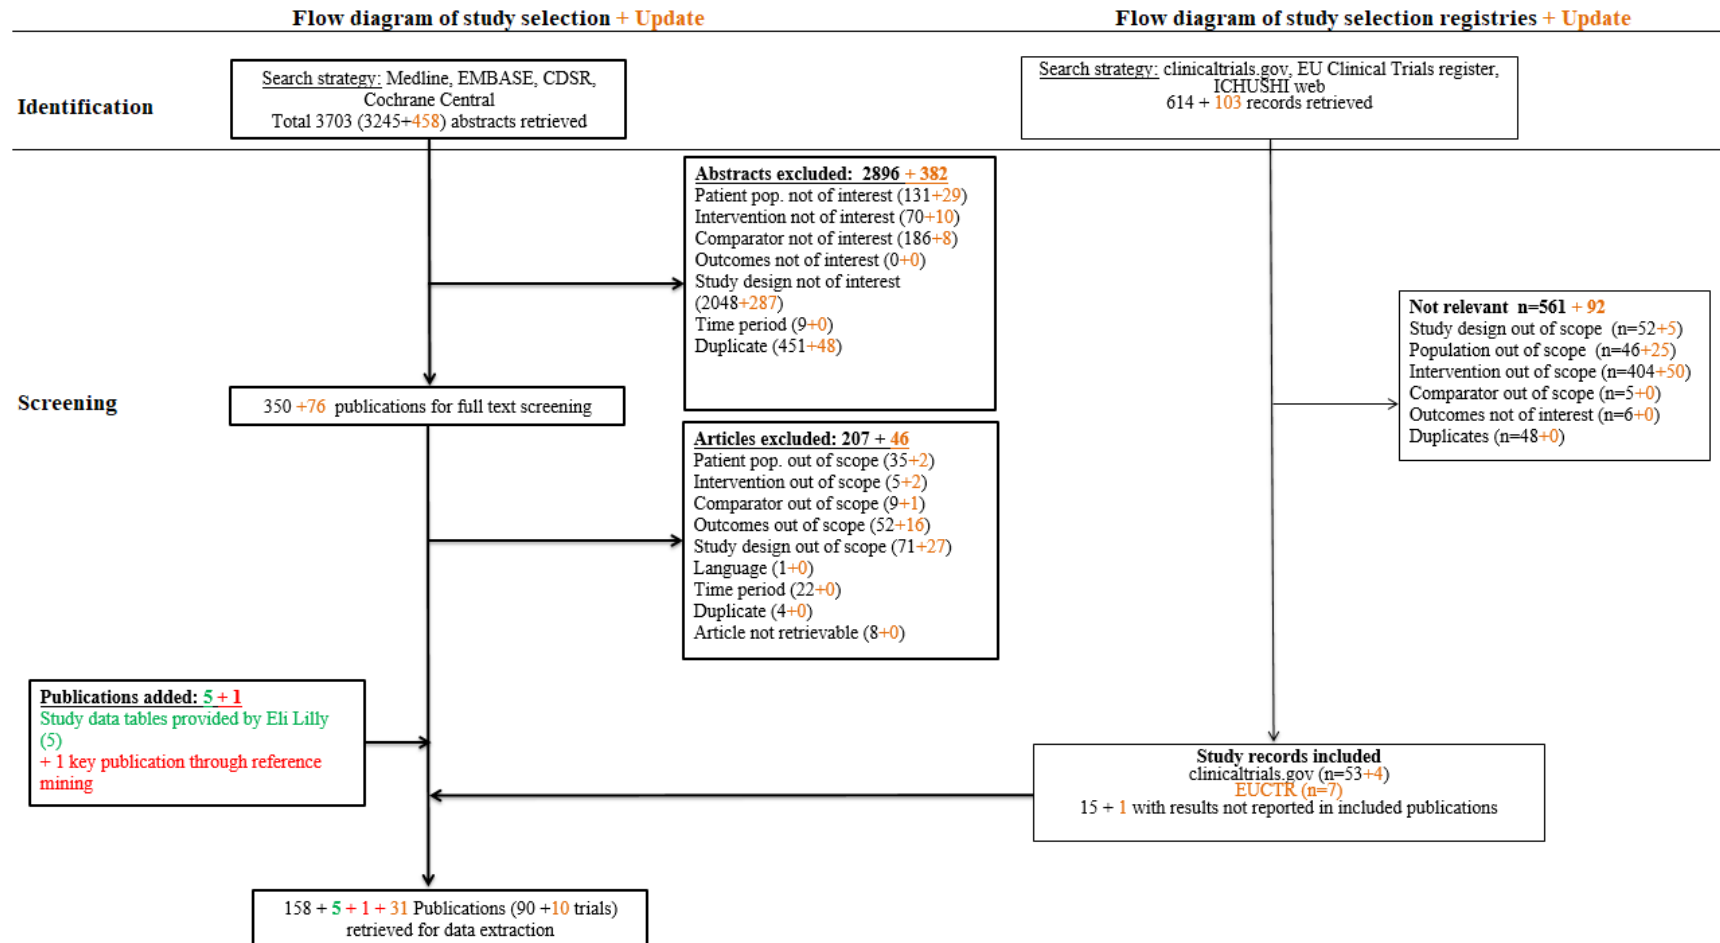 Flow diagram of study selection + Update
Flow diagram of study selection registries + Update
Identification
Search strategy: Medline, EMBASE, CDSR,
Cochrane Central
Total 3703 (3245+458) abstracts retrieved
Search strategy: clinicaltrials.gov, EU Clinical Trials register,
ICHUSHI web
614 + 103 records retrieved
Screening
Abstracts excluded: 2896 + 382
Patient pop. not of interest (131+29)
Intervention not of interest (70+10)
Comparator not of interest (186+8)
Outcomes not of interest (0+0)
Study design not of interest
(2048+287)
Time period (9+0)
Duplicate (451+48)
Not relevant n=561 + 92
Study design out of scope (n=52+5)
Population out of scope (n=46+25)
Intervention out of scope (n=404+50)
Comparator out of scope (n=5+0)
Outcomes not of interest (n=6+0)
Duplicates (n=48+0)
350 +76 publications for full text screening
Articles excluded: 207 + 46
Patient pop. out of scope (35+2)
Intervention out of scope (5+2)
Comparator out of scope (9+1)
Outcomes out of scope (52+16)
Study design out of scope (71+27)
Language (1+0)
Time period (22+0)
Duplicate (4+0)
Article not retrievable (8+0)
Publications added: 5 + 1
Study data tables provided by Eli Lilly
(5)
+ 1 key publication through reference
mining
Study records included
clinicaltrials.gov (n=53+4)
EUCTR (n=7)
15 + 1 with results not reported in included publications
158 + 5 + 1 + 31 Publications (90 +10 trials)
retrieved for data extraction